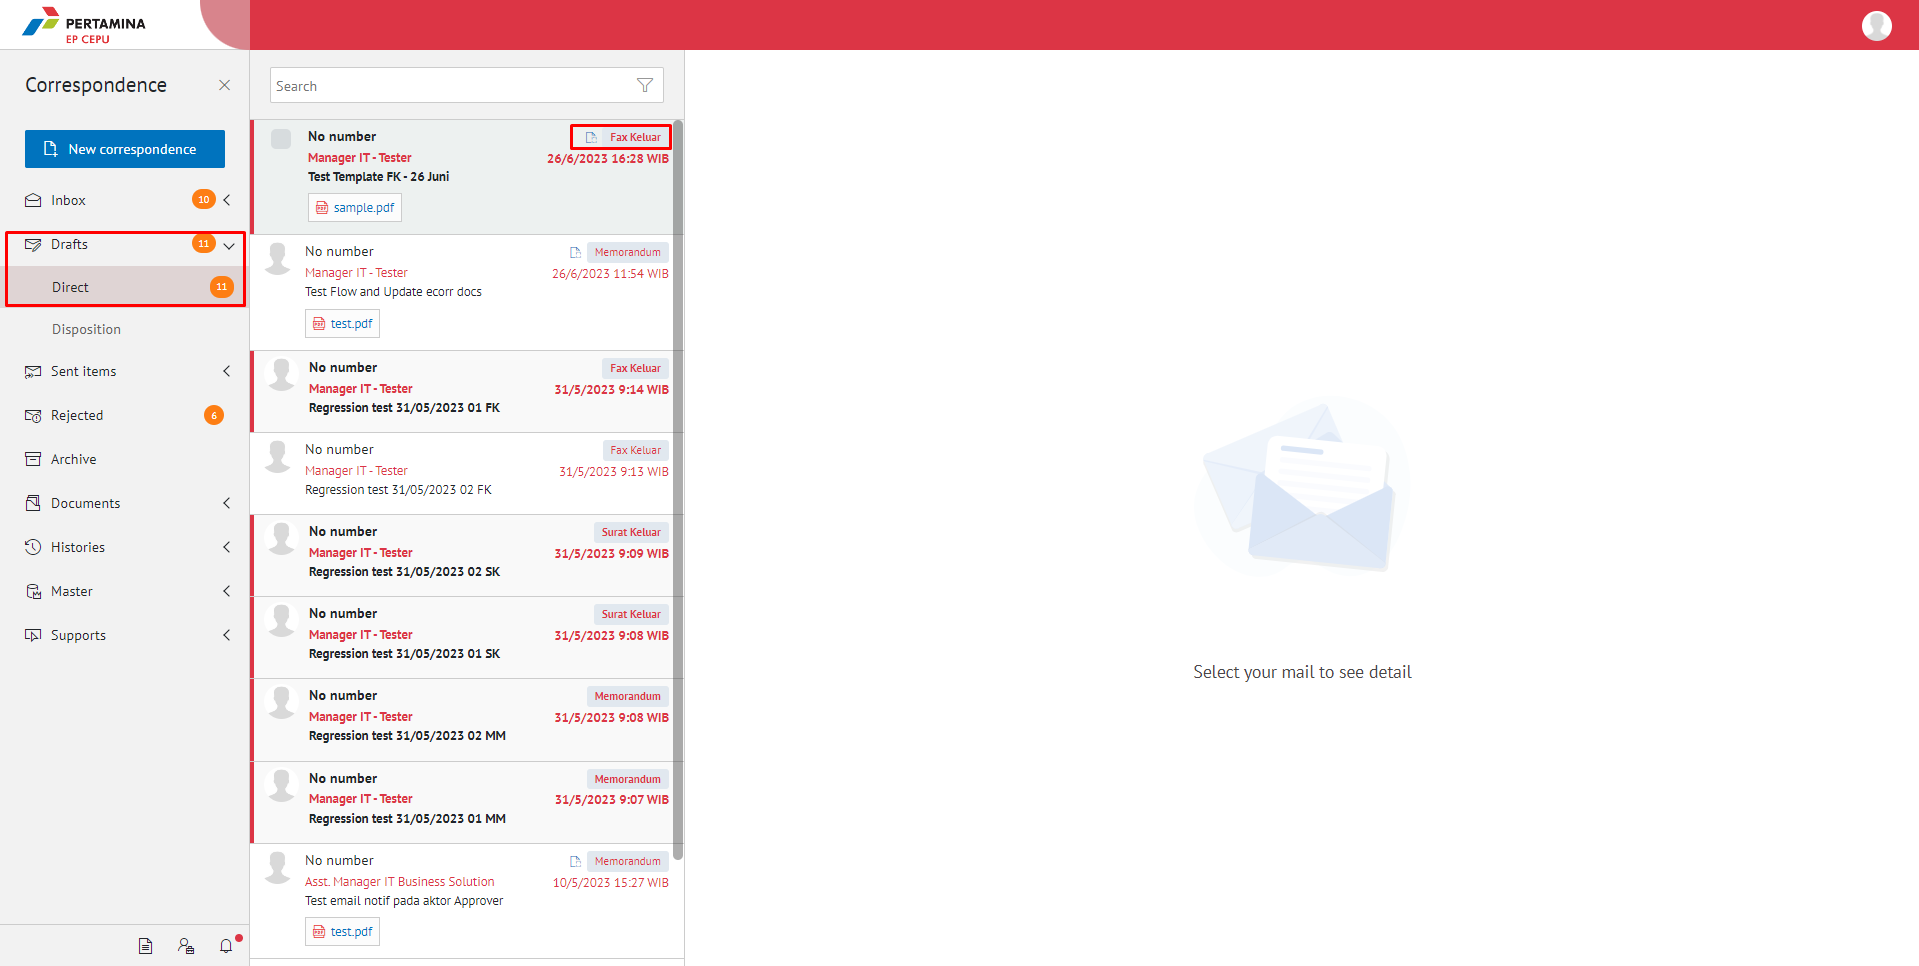 PERTAMINA
EP CEPU
Correspondence
New correspondence
Inbox 10
Drafts 11
Direct 11
Disposition
Sent items
Rejected 6
Archive
Documents
Histories
Master
Supports
Search
No number Fax Keluar
Manager IT - Tester 26/6/2023 16:28 WIB
Test Template FK - 26 Juni
sample.pdf
No number Memorandum
Manager IT - Tester 26/6/2023 11:54 WIB
Test Flow and Update ecorr docs
test.pdf
No number Fax Keluar
Manager IT - Tester 31/5/2023 9:14 WIB
Regression test 31/05/2023 01 FK
No number Fax Keluar
Manager IT - Tester 31/5/2023 9:13 WIB
Regression test 31/05/2023 02 FK
No number Surat Keluar
Manager IT - Tester 31/5/2023 9:09 WIB
Regression test 31/05/2023 02 SK
No number Surat Keluar
Manager IT - Tester 31/5/2023 9:08 WIB
Regression test 31/05/2023 01 SK
No number Memorandum
Manager IT - Tester 31/5/2023 9:08 WIB
Regression test 31/05/2023 02 MM
No number Memorandum
Manager IT - Tester 31/5/2023 9:07 WIB
Regression test 31/05/2023 01 MM
No number Memorandum
Asst. Manager IT Business Solution 10/5/2023 15:27 WIB
Test email notif pada aktor Approver
test.pdf
Select your mail to see detail